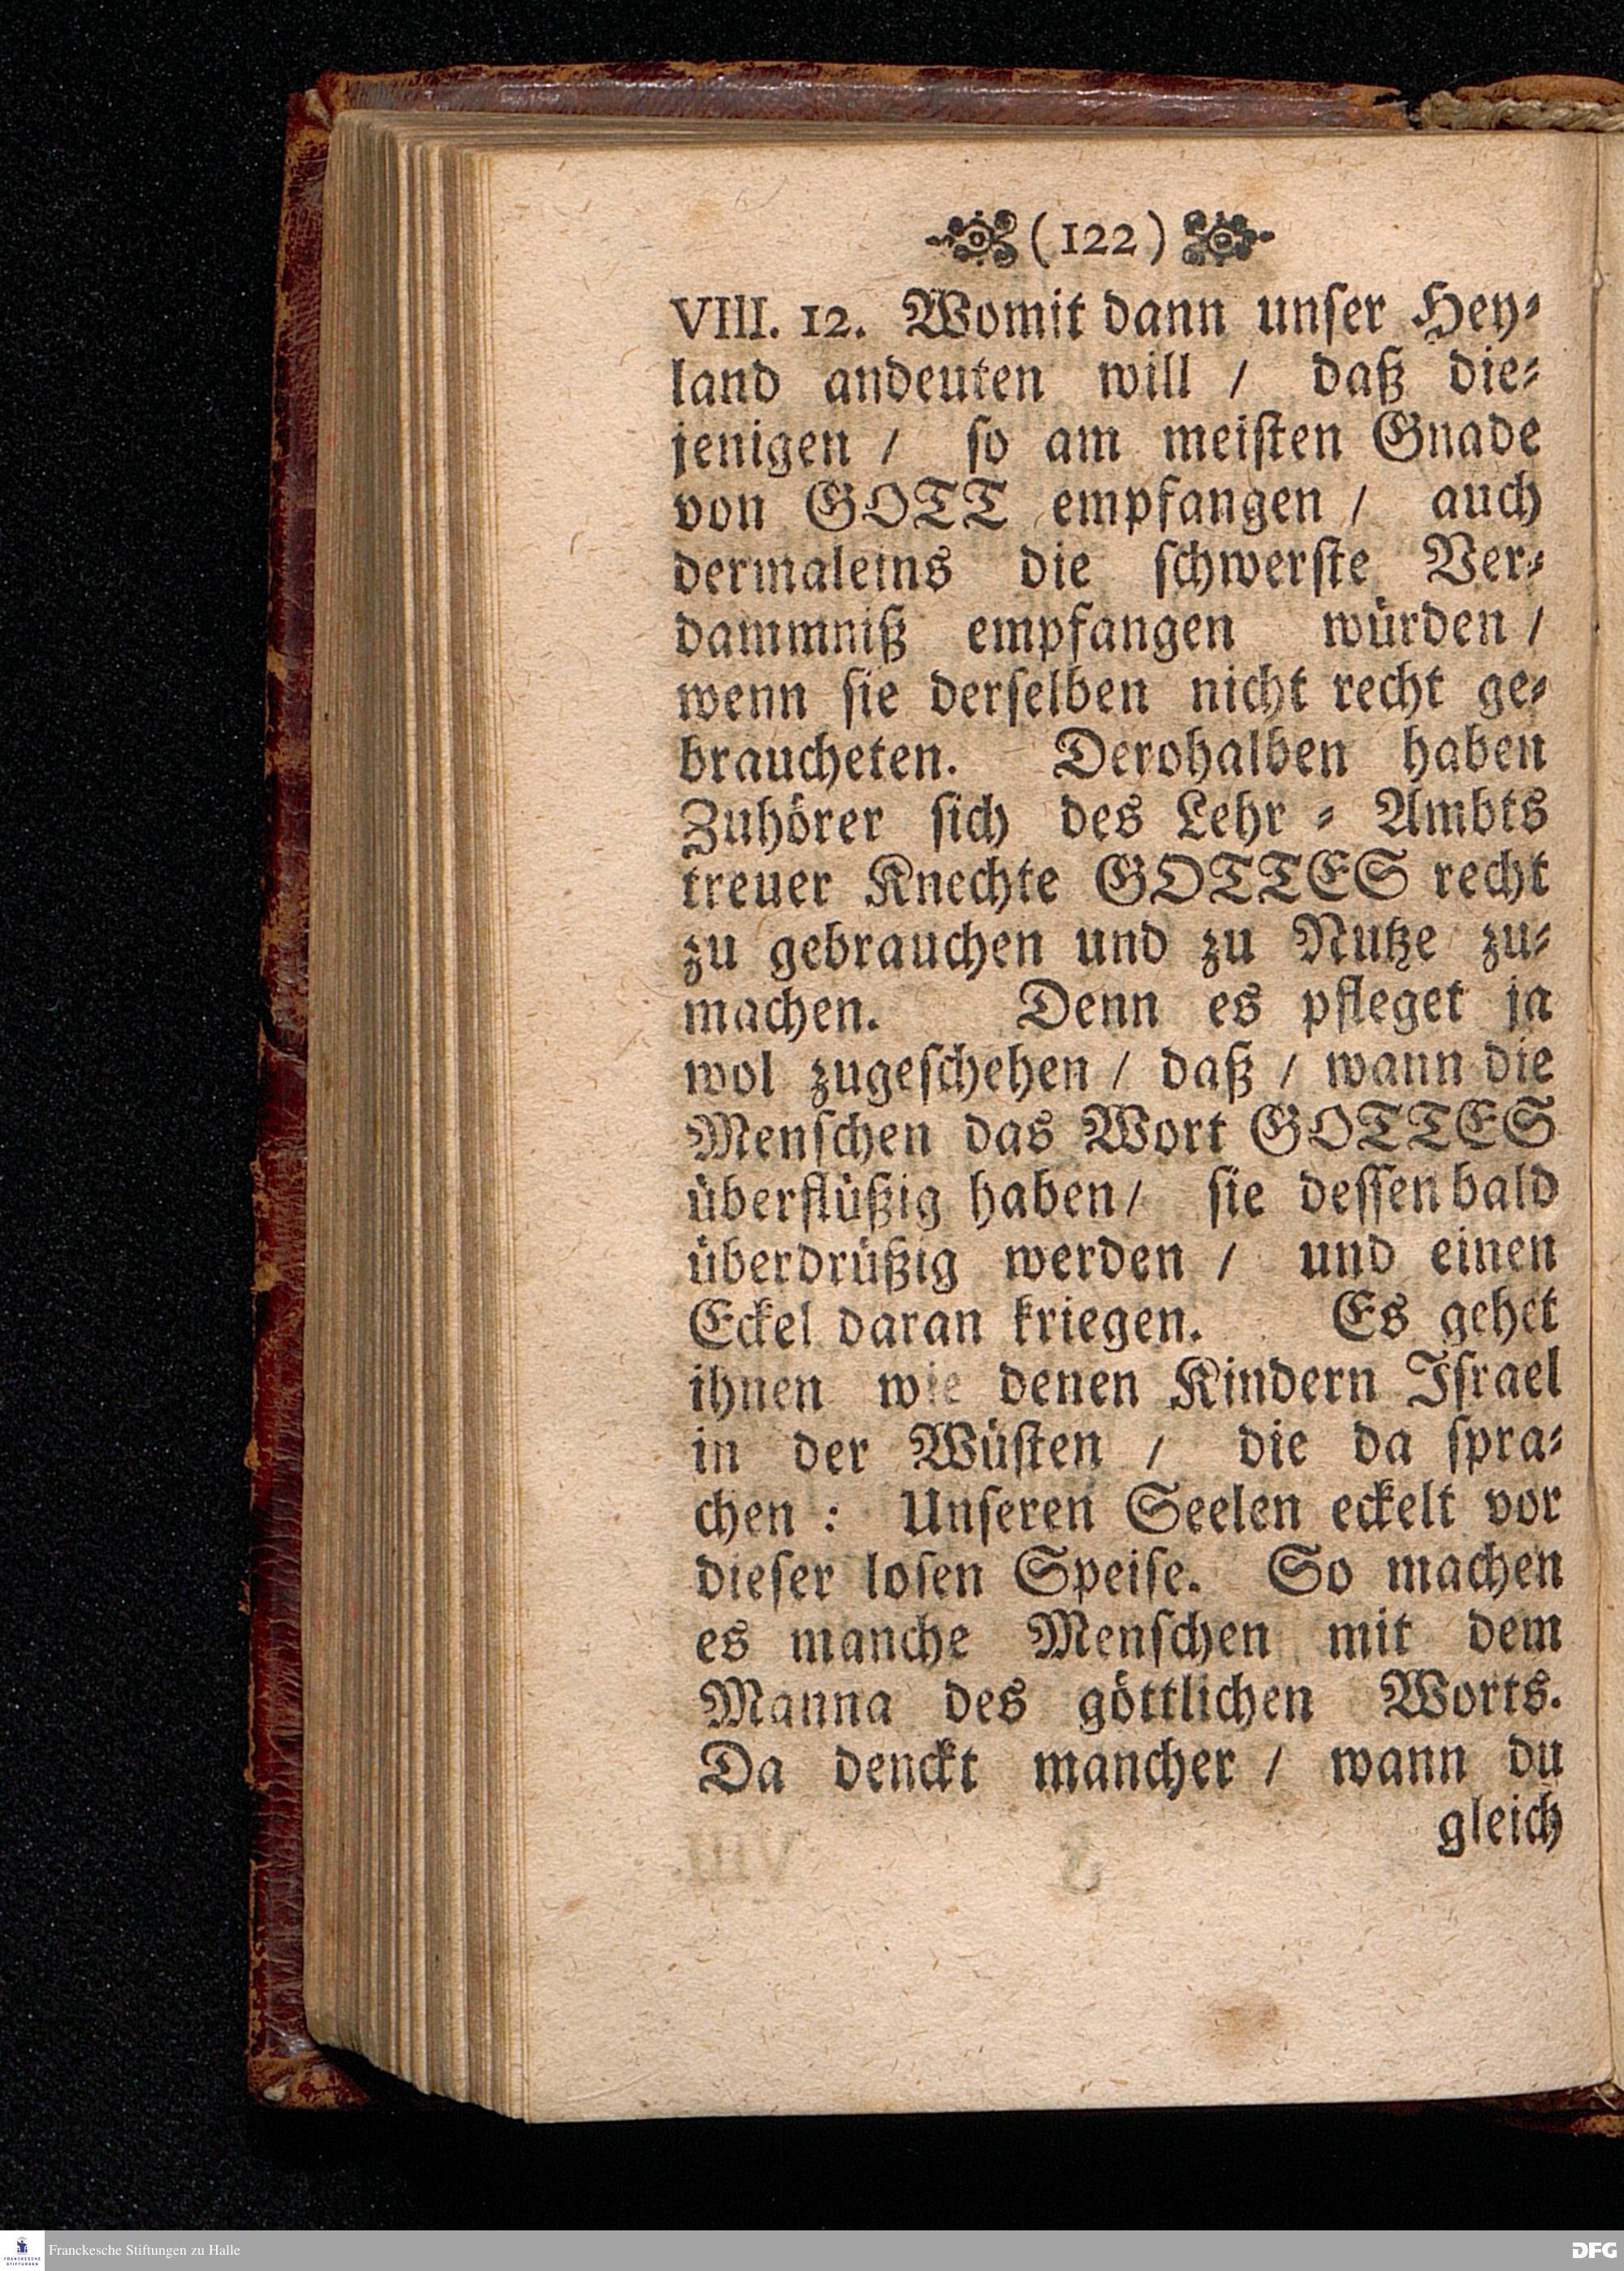 (122)
VIII. 12. Womit dann unſer Hey⸗
land andeuten will / daß die⸗
jenigen / ſo am meiſten Gnade
von GOTT empfangen / auch
dermaleins die ſchwerſte Ver⸗
dammniß empfangen würden /
wenn ſie derſelben nicht recht ge⸗
braucheten. Derohalben haben
Zuhörer ſich des Lehr ⸗ Ambts
treuer Knechte GOTTES recht
zu gebrauchen und zu Nutze zu⸗
machen. Denn es pfleget ja
wol zugeſchehen / daß / wann die
Menſchen das Wort GOTTES
überflüßig haben / ſie deſſen bald
überdrüßig werden / und einen
Eckel daran kriegen. Es gehet
ihnen wie denen Kindern Iſrael
in der Wüſten / die da ſpra⸗
chen : Unſeren Seelen eckelt vor
dieſer loſen Speiſe. So machen
es manche Menſchen mit dem
Manna des göttlichen Worts.
Da denckt mancher / wann du
gleich
FRANCKESCHE STIFTUNGEN
Franckesche Stiftungen zu Halle
DFG